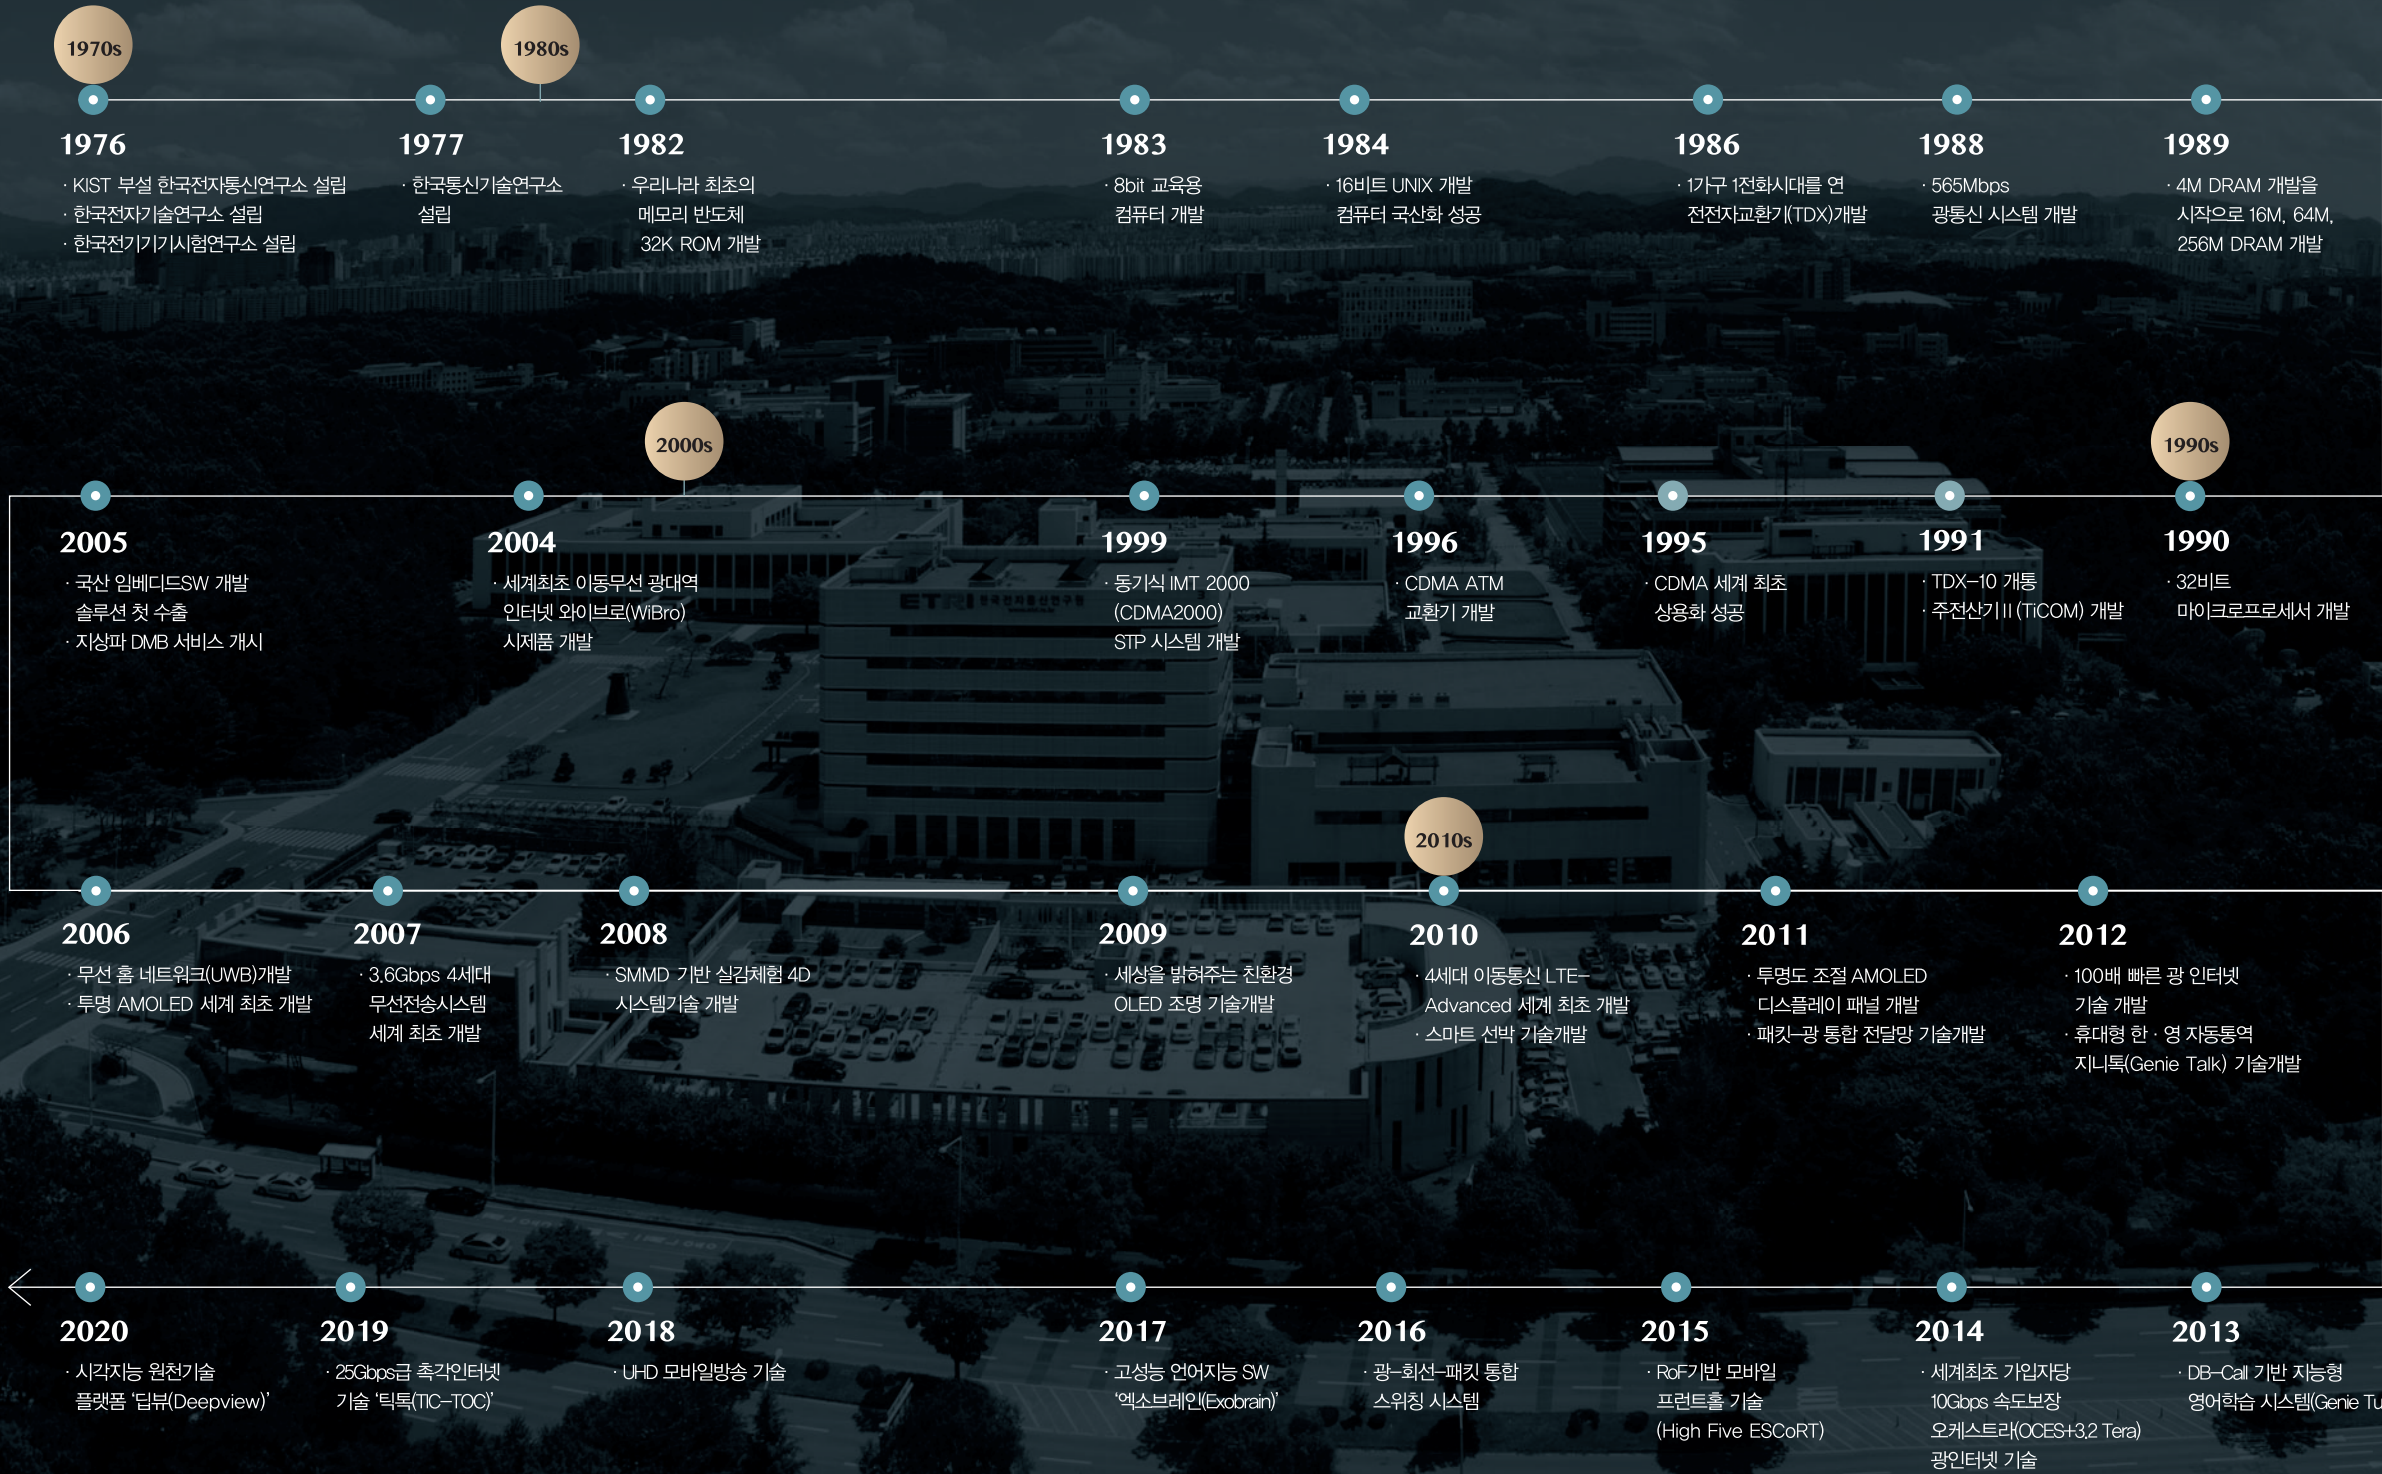 1970s
1976
· KIST 부설 한국전자통신연구소 설립
· 한국전자기술연구소 설립
· 한국전기기기시험연구소 설립
1977
· 한국통신기술연구소
설립
1980s
1982
· 우리나라 최초의
메모리 반도체
32K ROM 개발
1983
· 8bit 교육용
컴퓨터 개발
1984
· 16비트 UNIX 개발
컴퓨터 국산화 성공
1986
· 1가구 1전화시대를 연
전전자교환기(TDX)개발
1988
· 565Mbps
광통신 시스템 개발
1989
· 4M DRAM 개발을
시작으로 16M, 64M,
256M DRAM 개발
1990s
1990
· 32비트
마이크로프로세서 개발
1991
· TDX-10 개통
· 주전산기Ⅱ(TiCOM) 개발
1995
· CDMA 세계 최초
상용화 성공
1996
· CDMA ATM
교환기 개발
1999
· 동기식 IMT 2000
(CDMA2000)
STP 시스템 개발
2000s
2004
· 세계최초 이동무선 광대역
인터넷 와이브로(WiBro)
시제품 개발
2005
· 국산 임베디드SW 개발
솔루션 첫 수출
· 지상파 DMB 서비스 개시
ETRI 한국전자통신연구원
2006
· 무선 홈 네트워크(UWB)개발
· 투명 AMOLED 세계 최초 개발
2007
· 3.6Gbps 4세대
무선전송시스템
세계 최초 개발
2008
· SMMD 기반 실감체험 4D
시스템기술 개발
2009
· 세상을 밝혀주는 친환경
OLED 조명 기술개발
2010s
2010
· 4세대 이동통신 LTE-
Advanced 세계 최초 개발
· 스마트 선박 기술개발
2011
· 투명도 조절 AMOLED
디스플레이 패널 개발
· 패킷-광 통합 전달망 기술개발
2012
· 100배 빠른 광 인터넷
기술 개발
· 휴대형 한 · 영 자동통역
지니톡(Genie Talk) 기술개발
2013
· DB-Call 기반 지능형
영어학습 시스템(Genie Tu
2014
· 세계최초 가입자당
10Gbps 속도보장
오케스트라(OCES+3.2 Tera)
광인터넷 기술
2015
· RoF기반 모바일
프런트홀 기술
(High Five ESCoRT)
2016
· 광-회선-패킷 통합
스위칭 시스템
2017
· 고성능 언어지능 SW
‘엑소브레인(Exobrain)’
2018
· UHD 모바일방송 기술
2019
· 25Gbps급 촉각인터넷
기술 ‘틱톡(TIC-TOC)’
2020
· 시각지능 원천기술
플랫폼 ‘딥뷰(Deepview)’